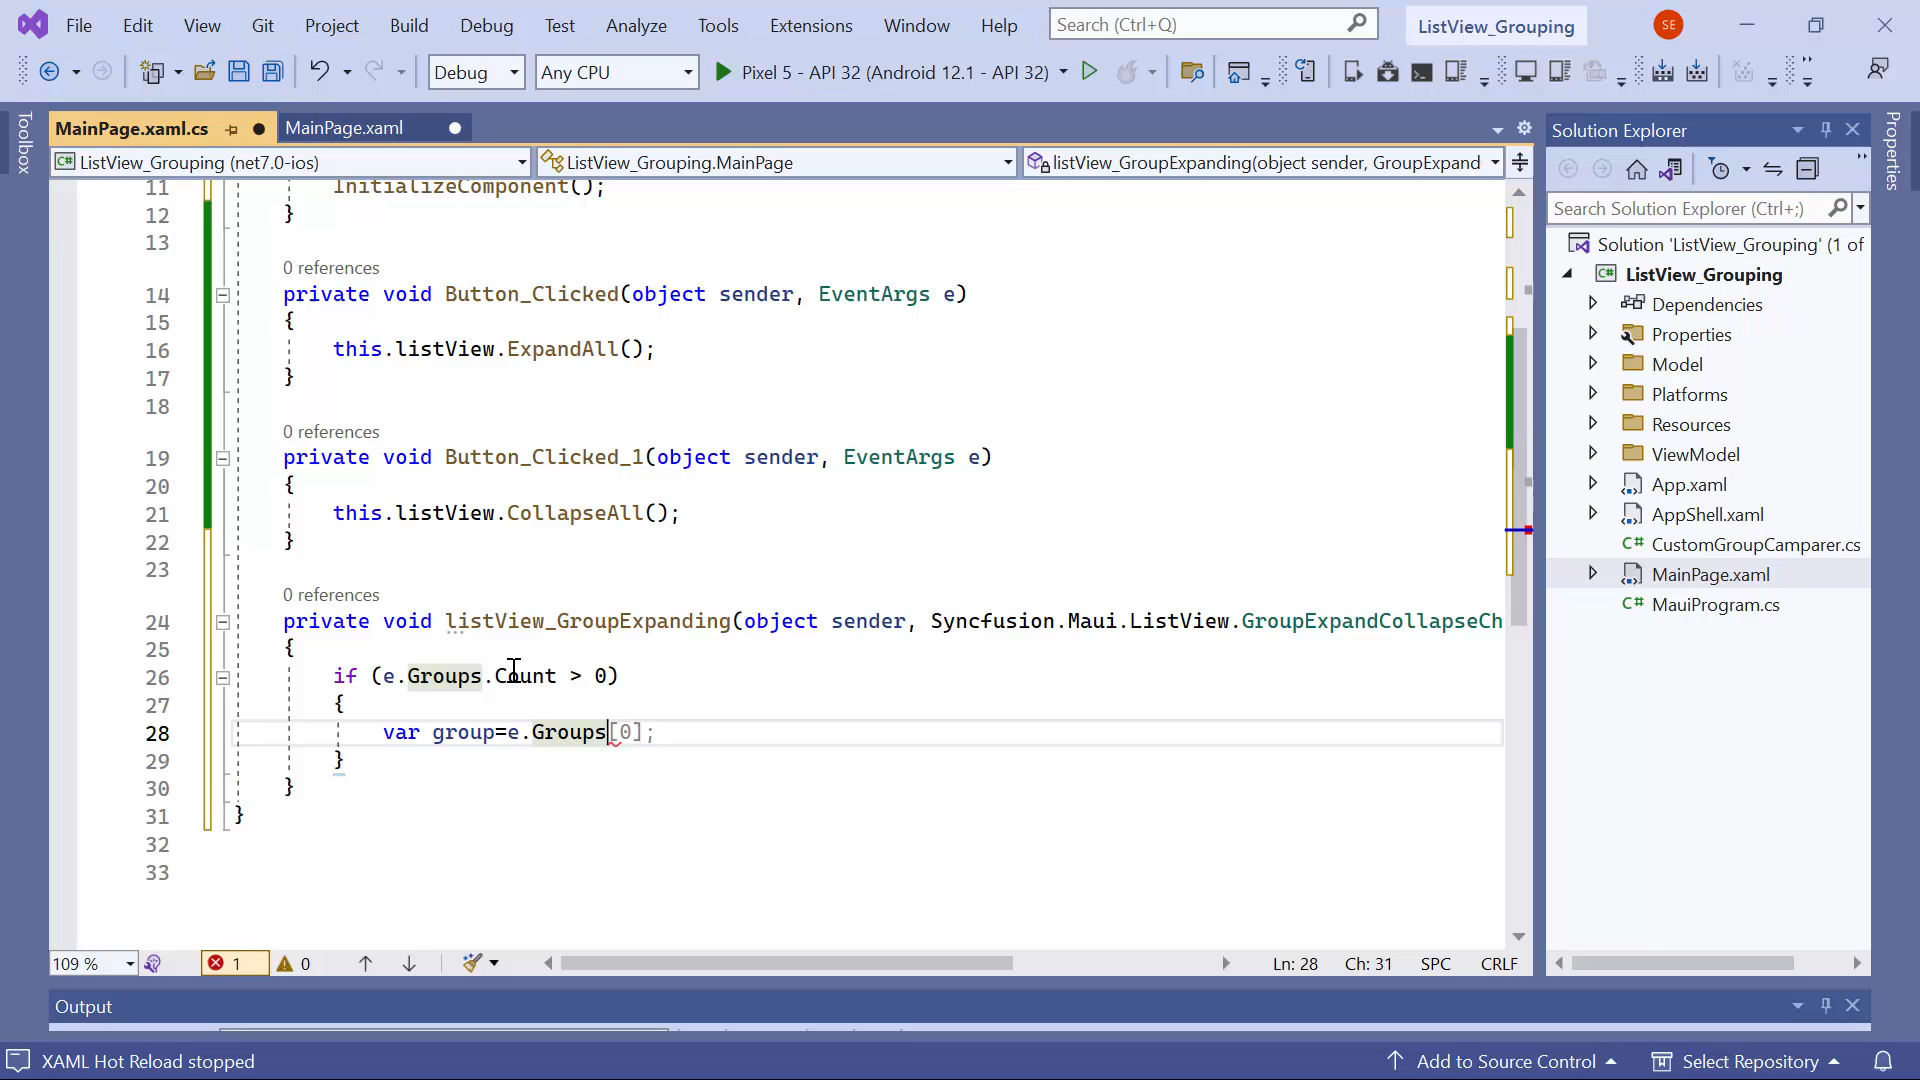 File Edit View Git Project Build Debug Test Analyze Tools Extensions Window Help Search (Ctrl+Q) ListView_Grouping SE
Debug Any CPU Pixel 5 - API 32 (Android 12.1 - API 32)
Toolbox
MainPage.xaml.cs MainPage.xaml
ListView_Grouping (net7.0-ios) ListView_Grouping.MainPage listView_GroupExpanding(object sender, GroupExpand
11 InitializeComponent();
12 }
13
0 references
14 private void Button_Clicked(object sender, EventArgs e)
15 {
16 this.listView.ExpandAll();
17 }
18
0 references
19 private void Button_Clicked_1(object sender, EventArgs e)
20 {
21 this.listView.CollapseAll();
22 }
23
0 references
24 private void listView_GroupExpanding(object sender, Syncfusion.Maui.ListView.GroupExpandCollapseCh
25 {
26 if (e.Groups.Count > 0)
27 {
28 var group=e.Groups[0];
29 }
30 }
31 }
32
33
109 % 1 0 Ln: 28 Ch: 31 SPC CRLF
Solution Explorer
Search Solution Explorer (Ctrl+;)
Solution 'ListView_Grouping' (1 of
ListView_Grouping
Dependencies
Properties
Model
Platforms
Resources
ViewModel
App.xaml
AppShell.xaml
CustomGroupCamparer.cs
MainPage.xaml
MauiProgram.cs
Properties
Output
XAML Hot Reload stopped Add to Source Control Select Repository